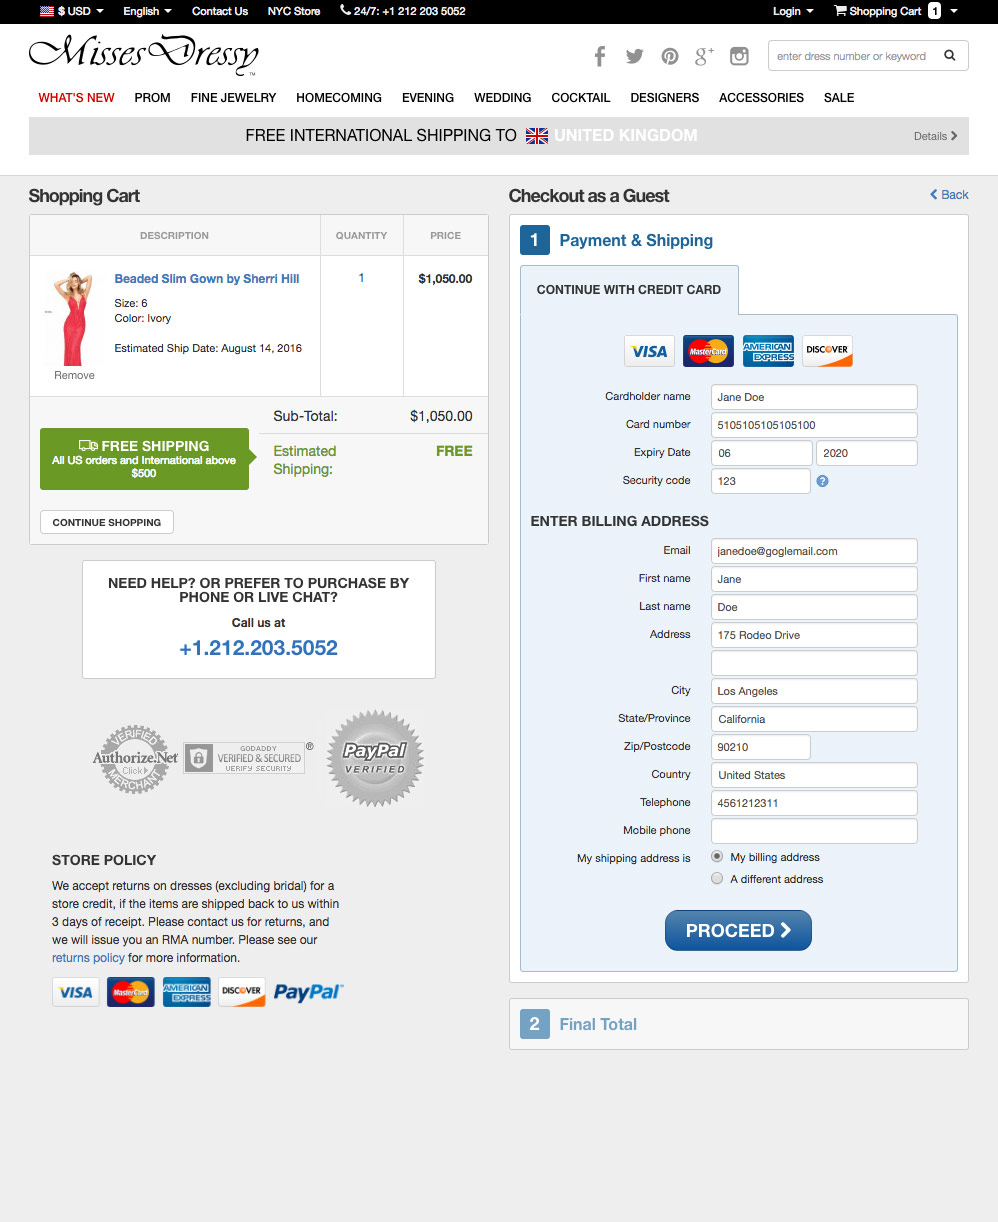 $ USD English Contact Us NYC Store 24/7: +1 212 203 5052 Login Shopping Cart 1
MissesDressy™
g+ enter dress number or keyword
WHAT'S NEW PROM FINE JEWELRY HOMECOMING EVENING WEDDING COCKTAIL DESIGNERS ACCESSORIES SALE
FREE INTERNATIONAL SHIPPING TO UNITED KINGDOM Details
Shopping Cart
DESCRIPTION QUANTITY PRICE
Beaded Slim Gown by Sherri Hill 1 $1,050.00
Size: 6
Color: Ivory
Estimated Ship Date: August 14, 2016
Remove
Sub-Total: $1,050.00
FREE SHIPPING
All US orders and International above
$500
Estimated
Shipping:
FREE
CONTINUE SHOPPING
NEED HELP? OR PREFER TO PURCHASE BY
PHONE OR LIVE CHAT?
Call us at
+1.212.203.5052
VERIFIED
Authorize.Net
Click
MERCHANT
GODADDY
VERIFIED & SECURED
VERIFY SECURITY
®
PayPal
VERIFIED
STORE POLICY
We accept returns on dresses (excluding bridal) for a
store credit, if the items are shipped back to us within
3 days of receipt. Please contact us for returns, and
we will issue you an RMA number. Please see our
returns policy for more information.
VISA MasterCard AMERICAN EXPRESS DISCOVER PayPal
Checkout as a Guest Back
1 Payment & Shipping
CONTINUE WITH CREDIT CARD
VISA MasterCard AMERICAN EXPRESS DISCOVER
Cardholder name Jane Doe
Card number 5105105105105100
Expiry Date 06 2020
Security code 123 ?
ENTER BILLING ADDRESS
Email janedoe@goglemail.com
First name Jane
Last name Doe
Address 175 Rodeo Drive
City Los Angeles
State/Province California
Zip/Postcode 90210
Country United States
Telephone 4561212311
Mobile phone
My shipping address is My billing address
A different address
PROCEED
2 Final Total